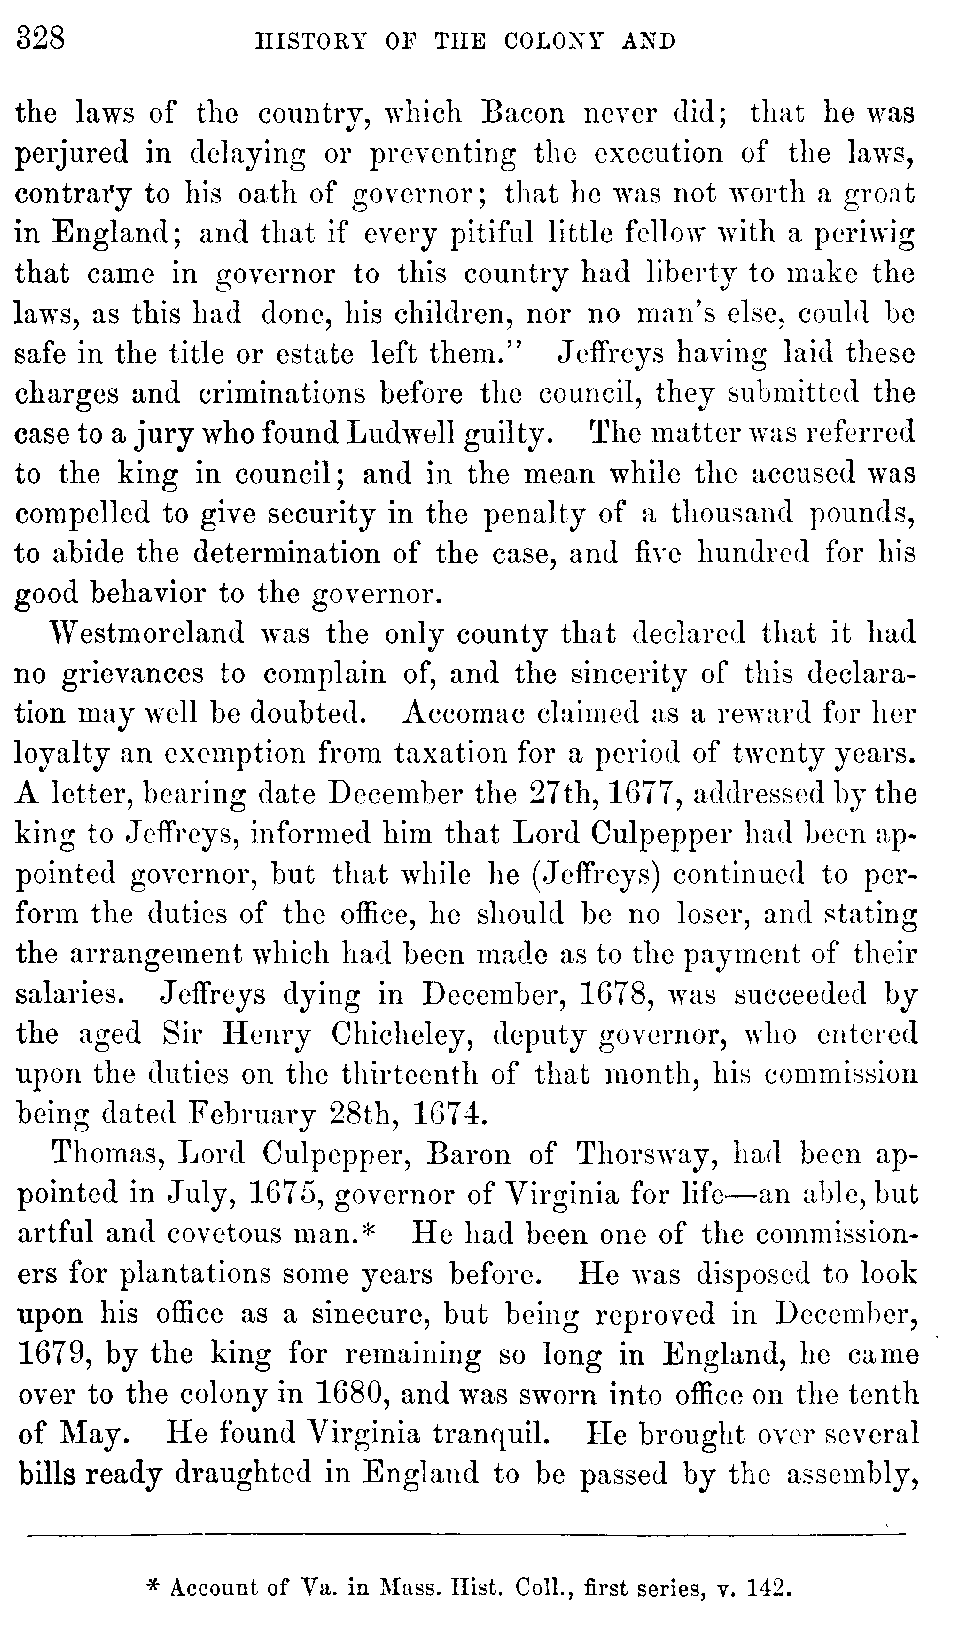 328 HISTORY OF THE COLONY AND
the laws of the country, which Bacon never did; that he was
perjured in delaying or preventing the execution of the laws,
contrary to his oath of governor; that he was not worth a groat
in England; and that if every pitiful little fellow with a periwig
that came in governor to this country had liberty to make the
laws, as this had done, his children, nor no man's else, could be
safe in the title or estate left them." Jeffreys having laid these
charges and criminations before the council, they submitted the
case to a jury who found Ludwell guilty. The matter was referred
to the king in council; and in the mean while the accused was
compelled to give security in the penalty of a thousand pounds,
to abide the determination of the case, and five hundred for his
good behavior to the governor.
Westmoreland was the only county that declared that it had
no grievances to complain of, and the sincerity of this declara-
tion may well be doubted. Accomac claimed as a reward for her
loyalty an exemption from taxation for a period of twenty years.
A letter, bearing date December the 27th, 1677, addressed by the
king to Jeffreys, informed him that Lord Culpepper had been ap-
pointed governor, but that while he (Jeffreys) continued to per-
form the duties of the office, he should be no loser, and stating
the arrangement which had been made as to the payment of their
salaries. Jeffreys dying in December, 1678, was succeeded by
the aged Sir Henry Chicheley, deputy governor, who entered
upon the duties on the thirteenth of that month, his commission
being dated February 28th, 1674.
Thomas, Lord Culpepper, Baron of Thorsway, had been ap-
pointed in July, 1675, governor of Virginia for life—an able, but
artful and covetous man.* He had been one of the commission-
ers for plantations some years before. He was disposed to look
upon his office as a sinecure, but being reproved in December,
1679, by the king for remaining so long in England, he came
over to the colony in 1680, and was sworn into office on the tenth
of May. He found Virginia tranquil. He brought over several
bills ready draughted in England to be passed by the assembly,
* Account of Va. in Mass. Hist. Coll., first series, v. 142.